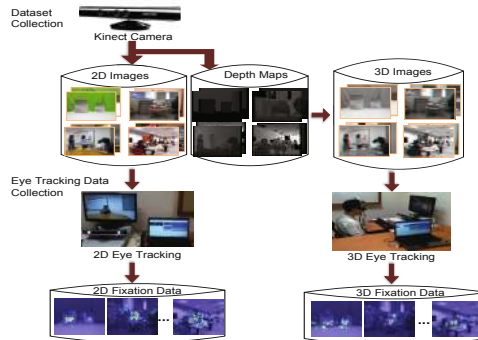 Dataset
Collection
Kinect Camera
2D Images
Depth Maps
3D Images
Eye Tracking Data
Collection
2D Eye Tracking
3D Eye Tracking
2D Fixation Data
3D Fixation Data
...
...